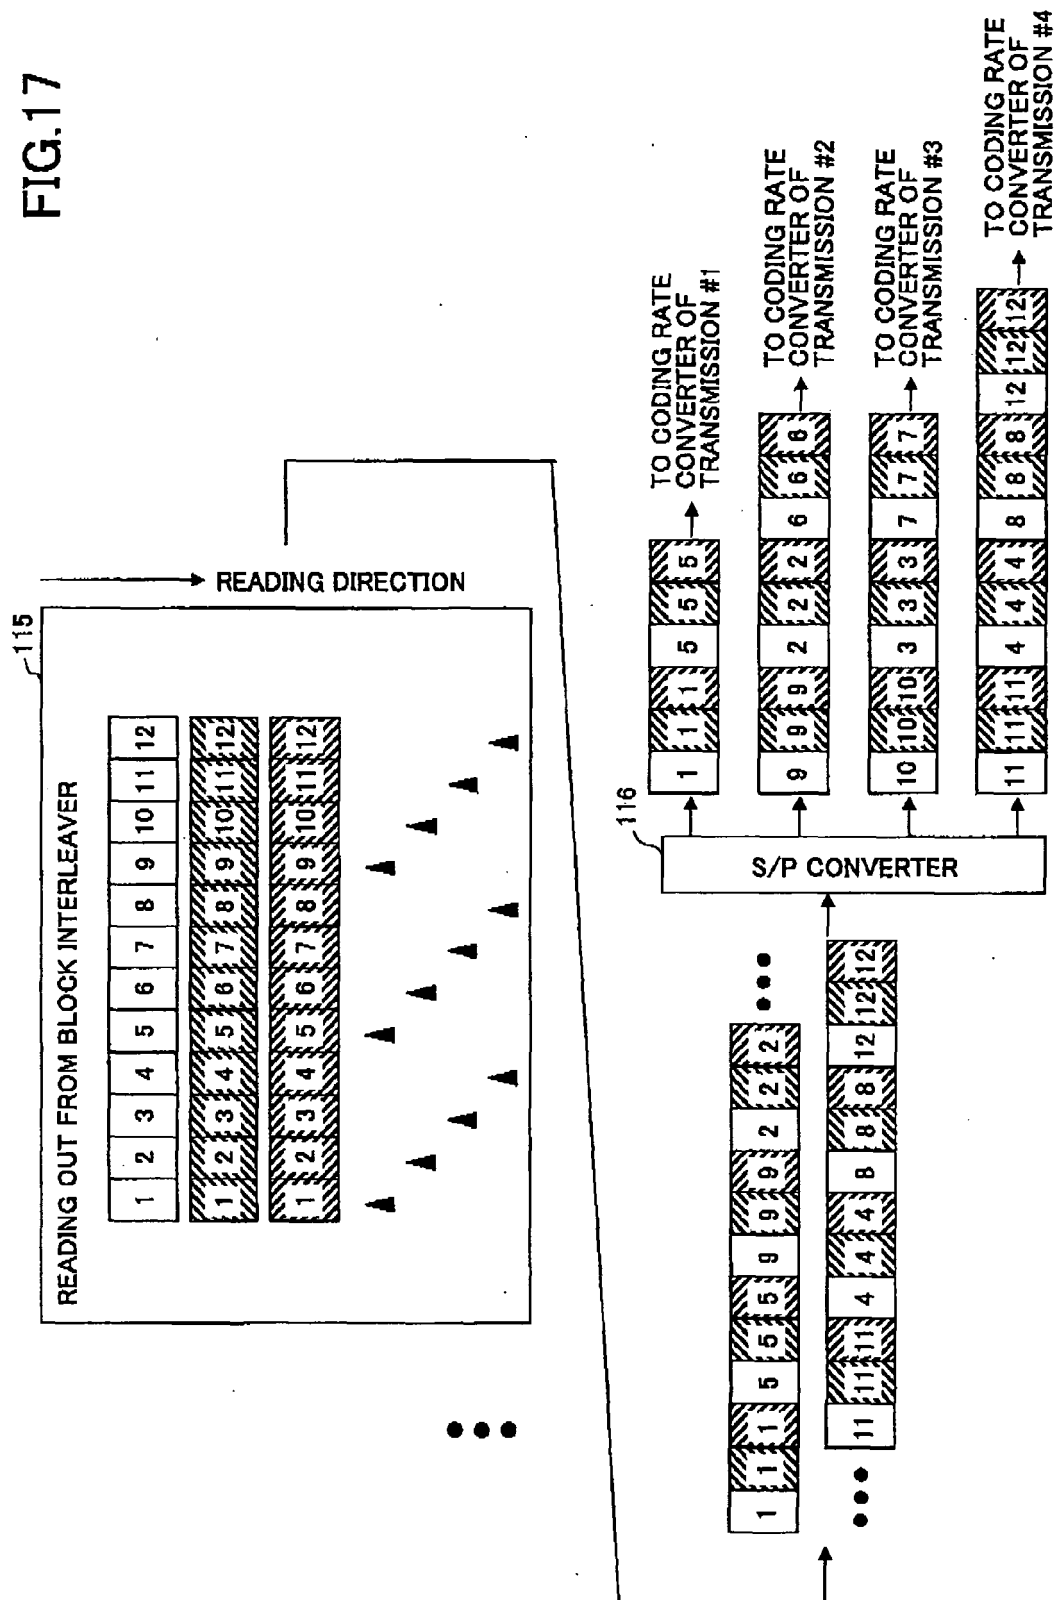 FIG.17
115
READING OUT FROM BLOCK INTERLEAVER
1 2 3 4 5 6 7 8 9 10 11 12
1 2 3 4 5 6 7 8 9 10 11 12
1 2 3 4 5 6 7 8 9 10 11 12
READING DIRECTION
1 1 1 5 5 5 9 9 9 2 2 2
11 11 11 4 4 4 8 8 8 12 12 12
116
S/P CONVERTER
1 1 1 5 5 5
TO CODING RATE
CONVERTER OF
TRANSMISSION #1
9 9 9 2 2 2 6 6 6
TO CODING RATE
CONVERTER OF
TRANSMISSION #2
10 10 10 3 3 3 7 7 7
TO CODING RATE
CONVERTER OF
TRANSMISSION #3
11 11 11 4 4 4 8 8 8 12 12 12
TO CODING RATE
CONVERTER OF
TRANSMISSION #4